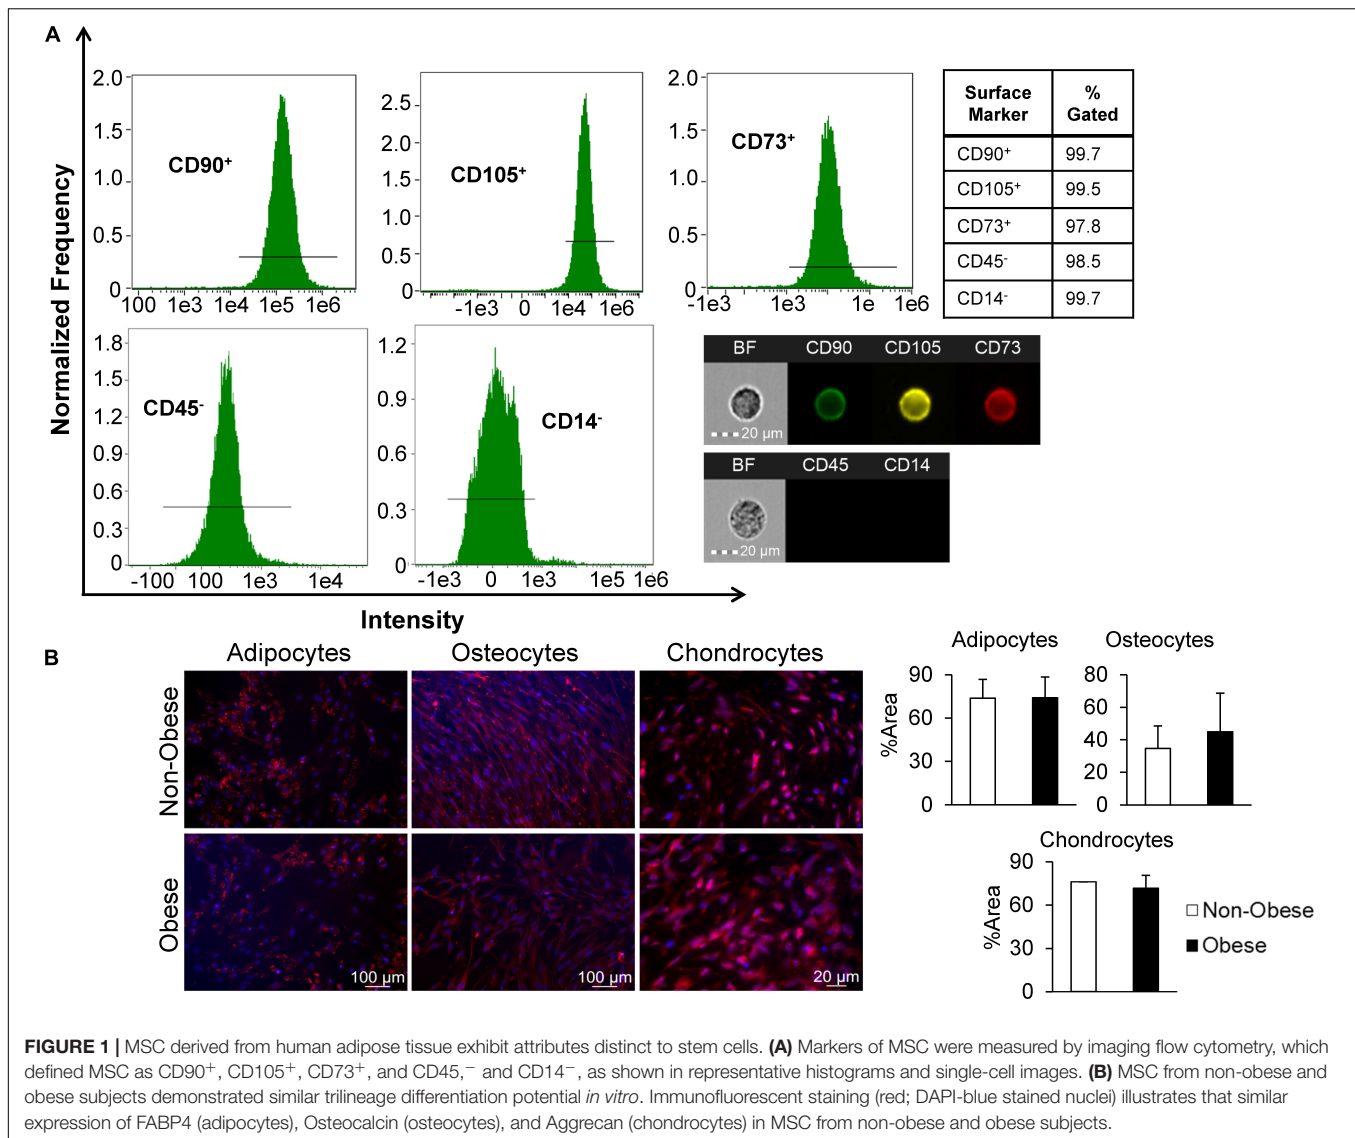 A
Normalized Frequency
2.0
1.5
1.0
0.5
0
CD90⁺
100 1e3 1e4 1e5 1e6
2.5
2.0
1.5
1.0
0.5
0
CD105⁺
-1e3 0 1e4 1e6
2.0
1.5
1.0
0.5
0
CD73⁺
-1e3 1e3 1e 1e6
Surface Marker % Gated
CD90⁺ 99.7
CD105⁺ 99.5
CD73⁺ 97.8
CD45⁻ 98.5
CD14⁻ 99.7
1.8
1.5
1.2
0.9
0.6
0.3
0
CD45⁻
-100 100 1e3 1e4
1.2
0.9
0.6
0.3
0
CD14⁻
-1e3 0 1e3 1e5 1e6
BF CD90 CD105 CD73
20 µm
BF CD45 CD14
20 µm
Intensity
B
Adipocytes Osteocytes Chondrocytes
Non-Obese
Obese
100 µm 100 µm 20 µm
Adipocytes
%Area
90
60
30
0
Osteocytes
80
60
40
20
0
Chondrocytes
%Area
90
60
30
0
Non-Obese
Obese
FIGURE 1 | MSC derived from human adipose tissue exhibit attributes distinct to stem cells. (A) Markers of MSC were measured by imaging flow cytometry, which
defined MSC as CD90⁺, CD105⁺, CD73⁺, and CD45,⁻ and CD14⁻, as shown in representative histograms and single-cell images. (B) MSC from non-obese and
obese subjects demonstrated similar trilineage differentiation potential in vitro. Immunofluorescent staining (red; DAPI-blue stained nuclei) illustrates that similar
expression of FABP4 (adipocytes), Osteocalcin (osteocytes), and Aggrecan (chondrocytes) in MSC from non-obese and obese subjects.